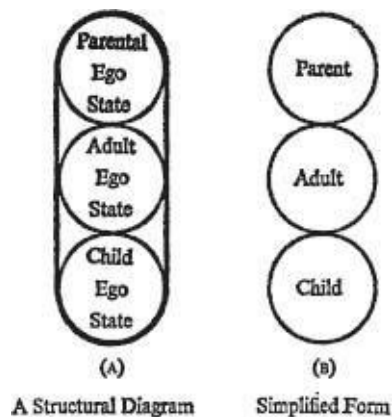 Parental
Ego
State
Adult
Ego
State
Child
Ego
State
(A)
A Structural Diagram
Parent
Adult
Child
(B)
Simplified Form